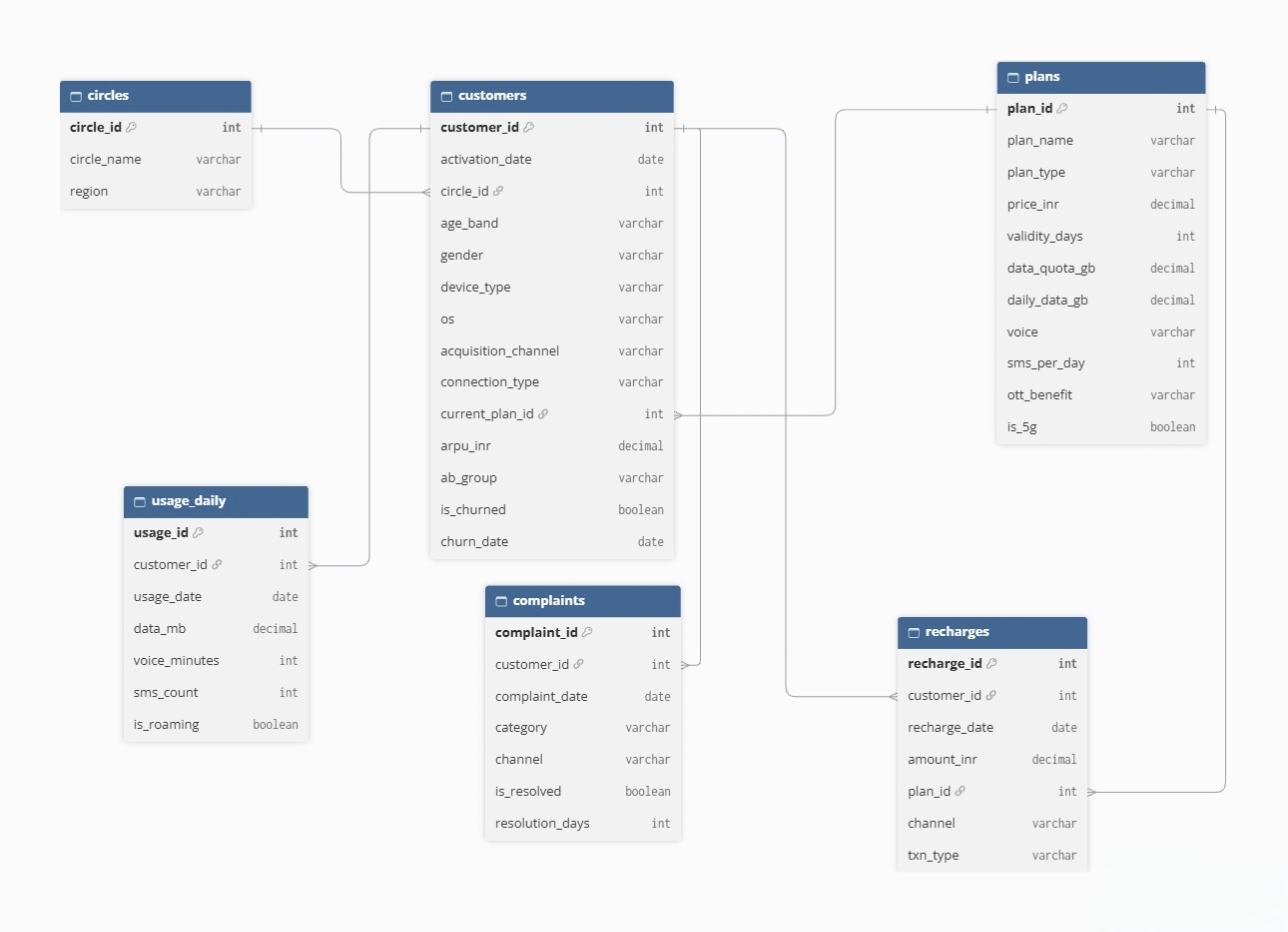 circles
circle_id int
circle_name varchar
region varchar
customers
customer_id int
activation_date date
circle_id int
age_band varchar
gender varchar
device_type varchar
os varchar
acquisition_channel varchar
connection_type varchar
current_plan_id int
arpu_inr decimal
ab_group varchar
is_churned boolean
churn_date date
plans
plan_id int
plan_name varchar
plan_type varchar
price_inr decimal
validity_days int
data_quota_gb decimal
daily_data_gb decimal
voice varchar
sms_per_day int
ott_benefit varchar
is_5g boolean
usage_daily
usage_id int
customer_id int
usage_date date
data_mb decimal
voice_minutes int
sms_count int
is_roaming boolean
complaints
complaint_id int
customer_id int
complaint_date date
category varchar
channel varchar
is_resolved boolean
resolution_days int
recharges
recharge_id int
customer_id int
recharge_date date
amount_inr decimal
plan_id int
channel varchar
txn_type varchar